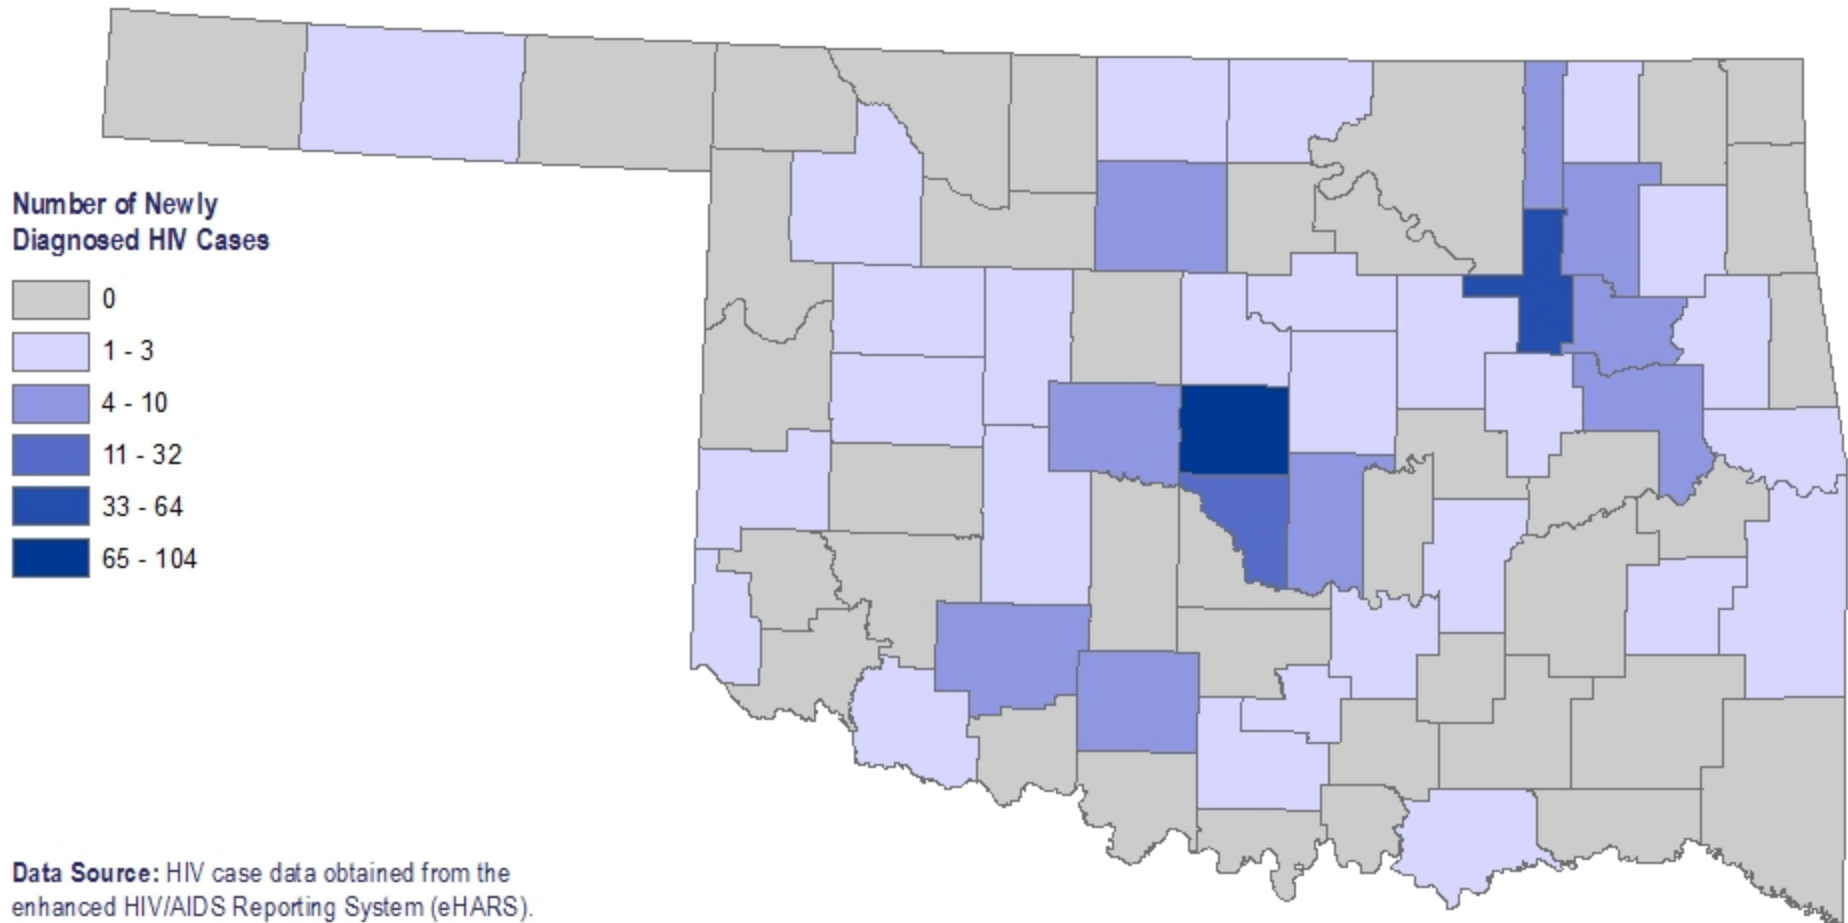 Number of Newly
Diagnosed HIV Cases
0
1 - 3
4 - 10
11 - 32
33 - 64
65 - 104
Data Source: HIV case data obtained from the
enhanced HIV/AIDS Reporting System (eHARS).